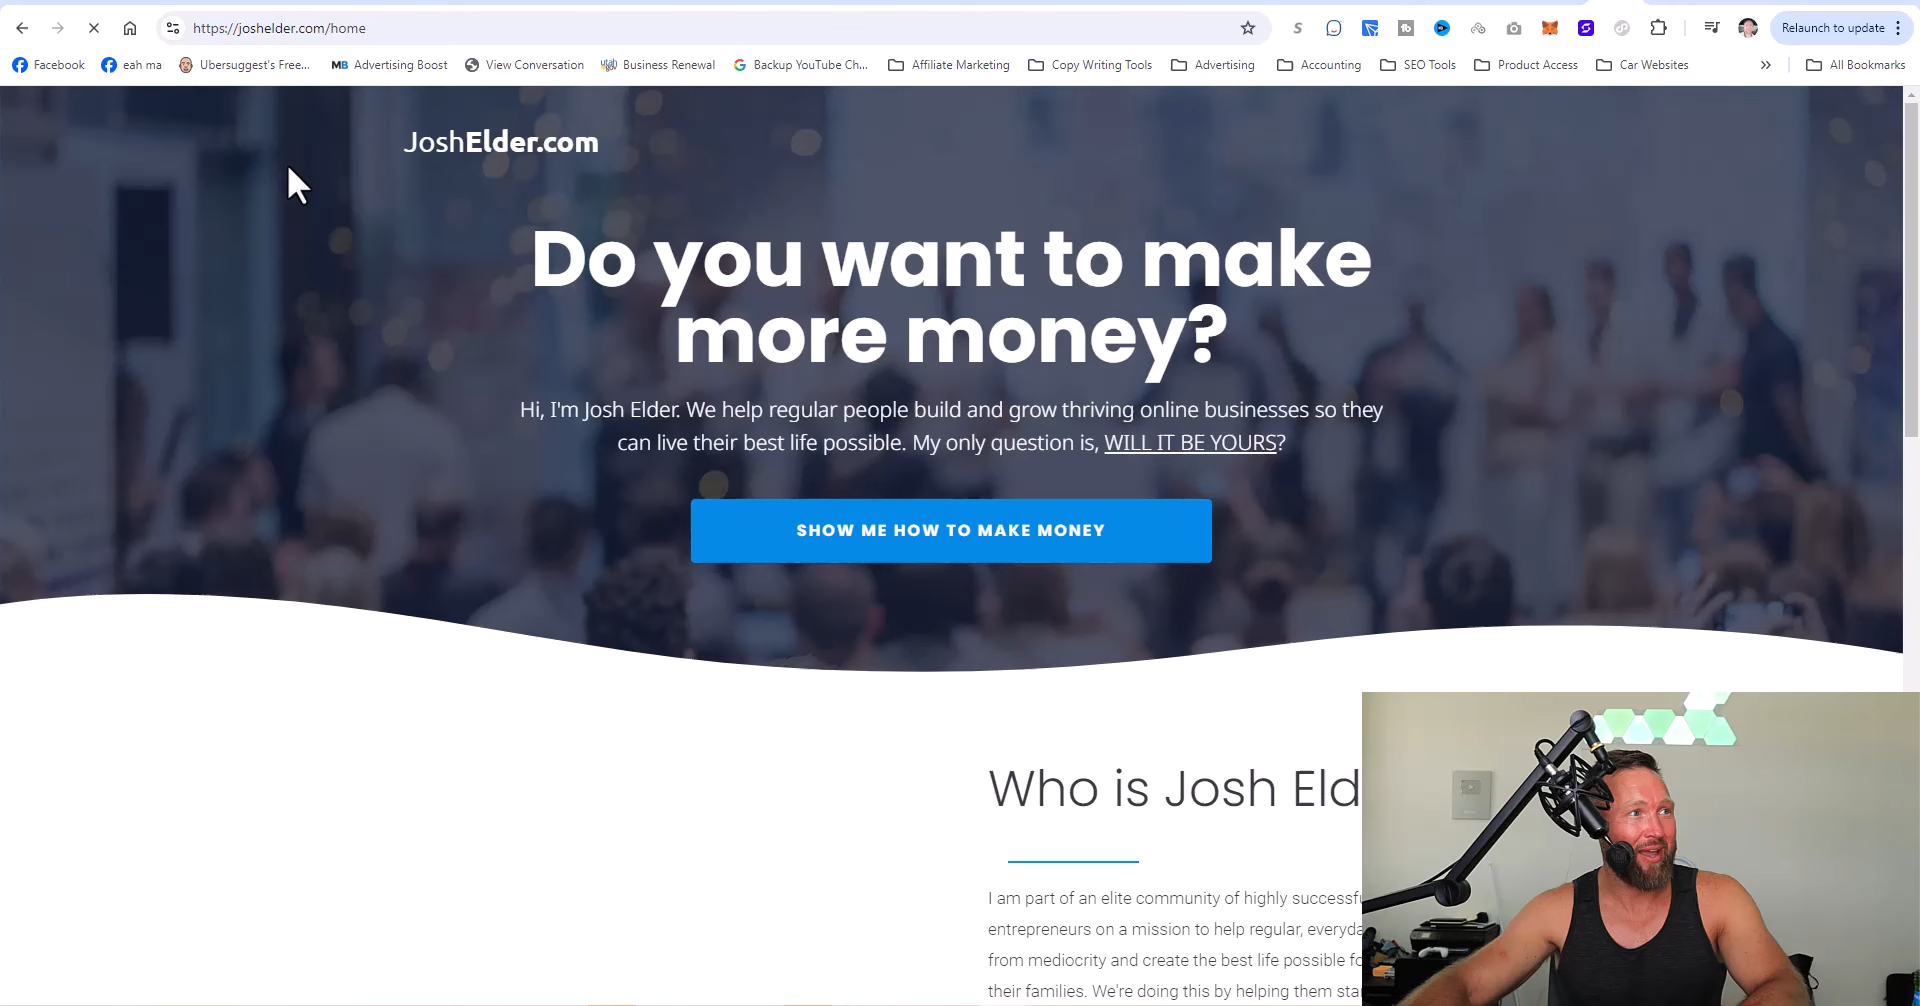 https://joshelder.com/home
Relaunch to update
Facebook
eah ma
Ubersuggest's Free...
MB Advertising Boost
View Conversation
Business Renewal
Backup YouTube Ch...
Affiliate Marketing
Copy Writing Tools
Advertising
Accounting
SEO Tools
Product Access
Car Websites
All Bookmarks
JoshElder.com
Do you want to make
more money?
Hi, I'm Josh Elder. We help regular people build and grow thriving online businesses so they
can live their best life possible. My only question is, WILL IT BE YOURS?
SHOW ME HOW TO MAKE MONEY
Who is Josh Eld
I am part of an elite community of highly successfu
entrepreneurs on a mission to help regular, everyda
from mediocrity and create the best life possible fo
their families. We're doing this by helping them sta